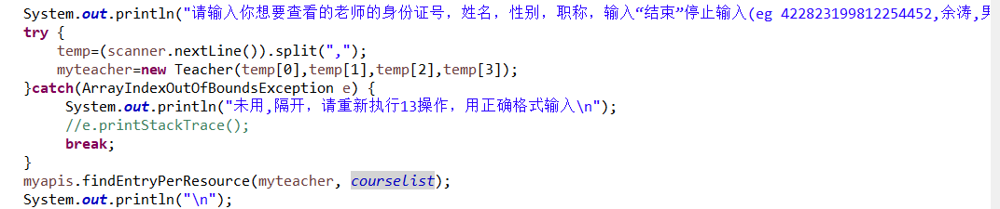 System.out.println("请输入你想要查看的老师的身份证号，姓名，性别，职称，输入“结束”停止输入(eg 422823199812254452,余涛,男
try {
temp=(scanner.nextLine()).split(",");
myteacher=new Teacher(temp[0],temp[1],temp[2],temp[3]);
}catch(ArrayIndexOutOfBoundsException e) {
System.out.println("未用,隔开，请重新执行13操作，用正确格式输入\n");
//e.printStackTrace();
break;
}
myapis.findEntryPerResource(myteacher, courselist);
System.out.println("\n");